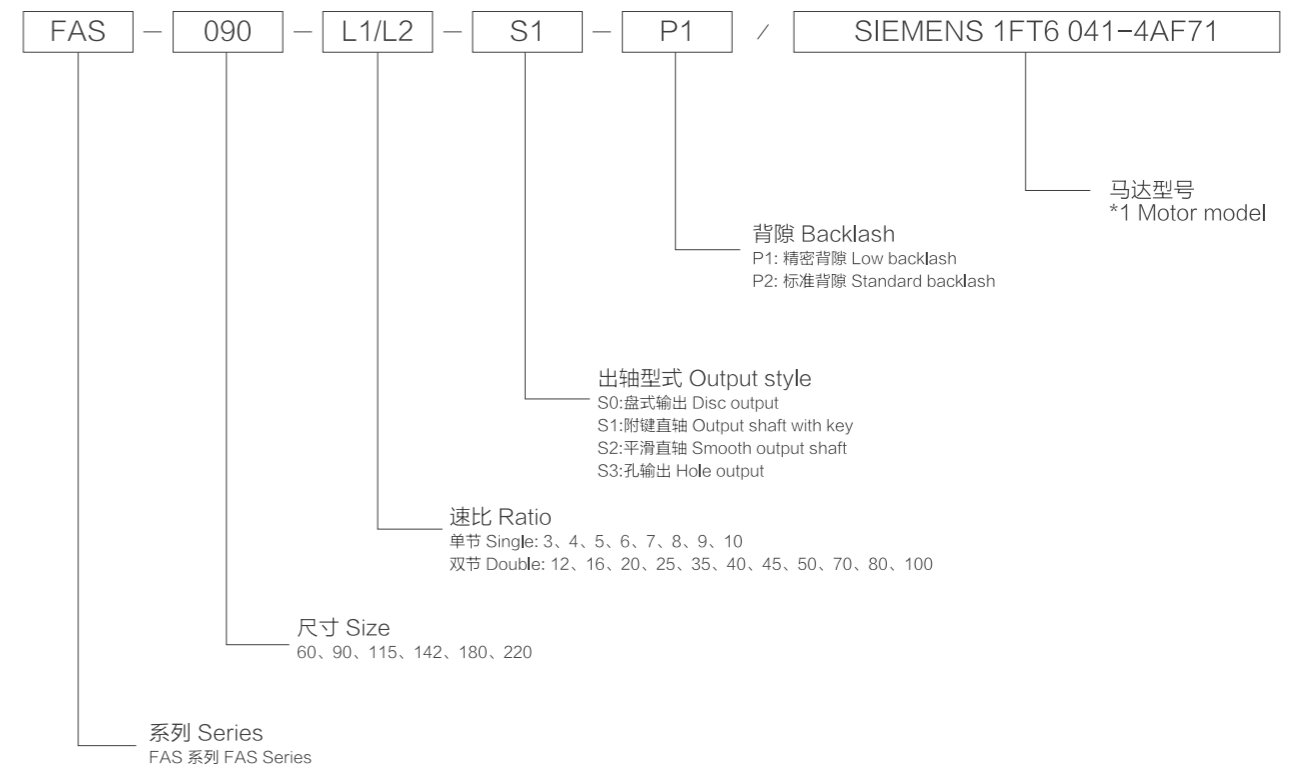 FAS — 090 — L1/L2 — S1 — P1 / SIEMENS 1FT6 041-4AF71
马达型号
*1 Motor model
背隙 Backlash
P1: 精密背隙 Low backlash
P2: 标准背隙 Standard backlash
出轴型式 Output style
S0:盘式输出 Disc output
S1:附键直轴 Output shaft with key
S2:平滑直轴 Smooth output shaft
S3:孔输出 Hole output
速比 Ratio
单节 Single: 3、4、5、6、7、8、9、10
双节 Double: 12、16、20、25、35、40、45、50、70、80、100
尺寸 Size
60、90、115、142、180、220
系列 Series
FAS 系列 FAS Series